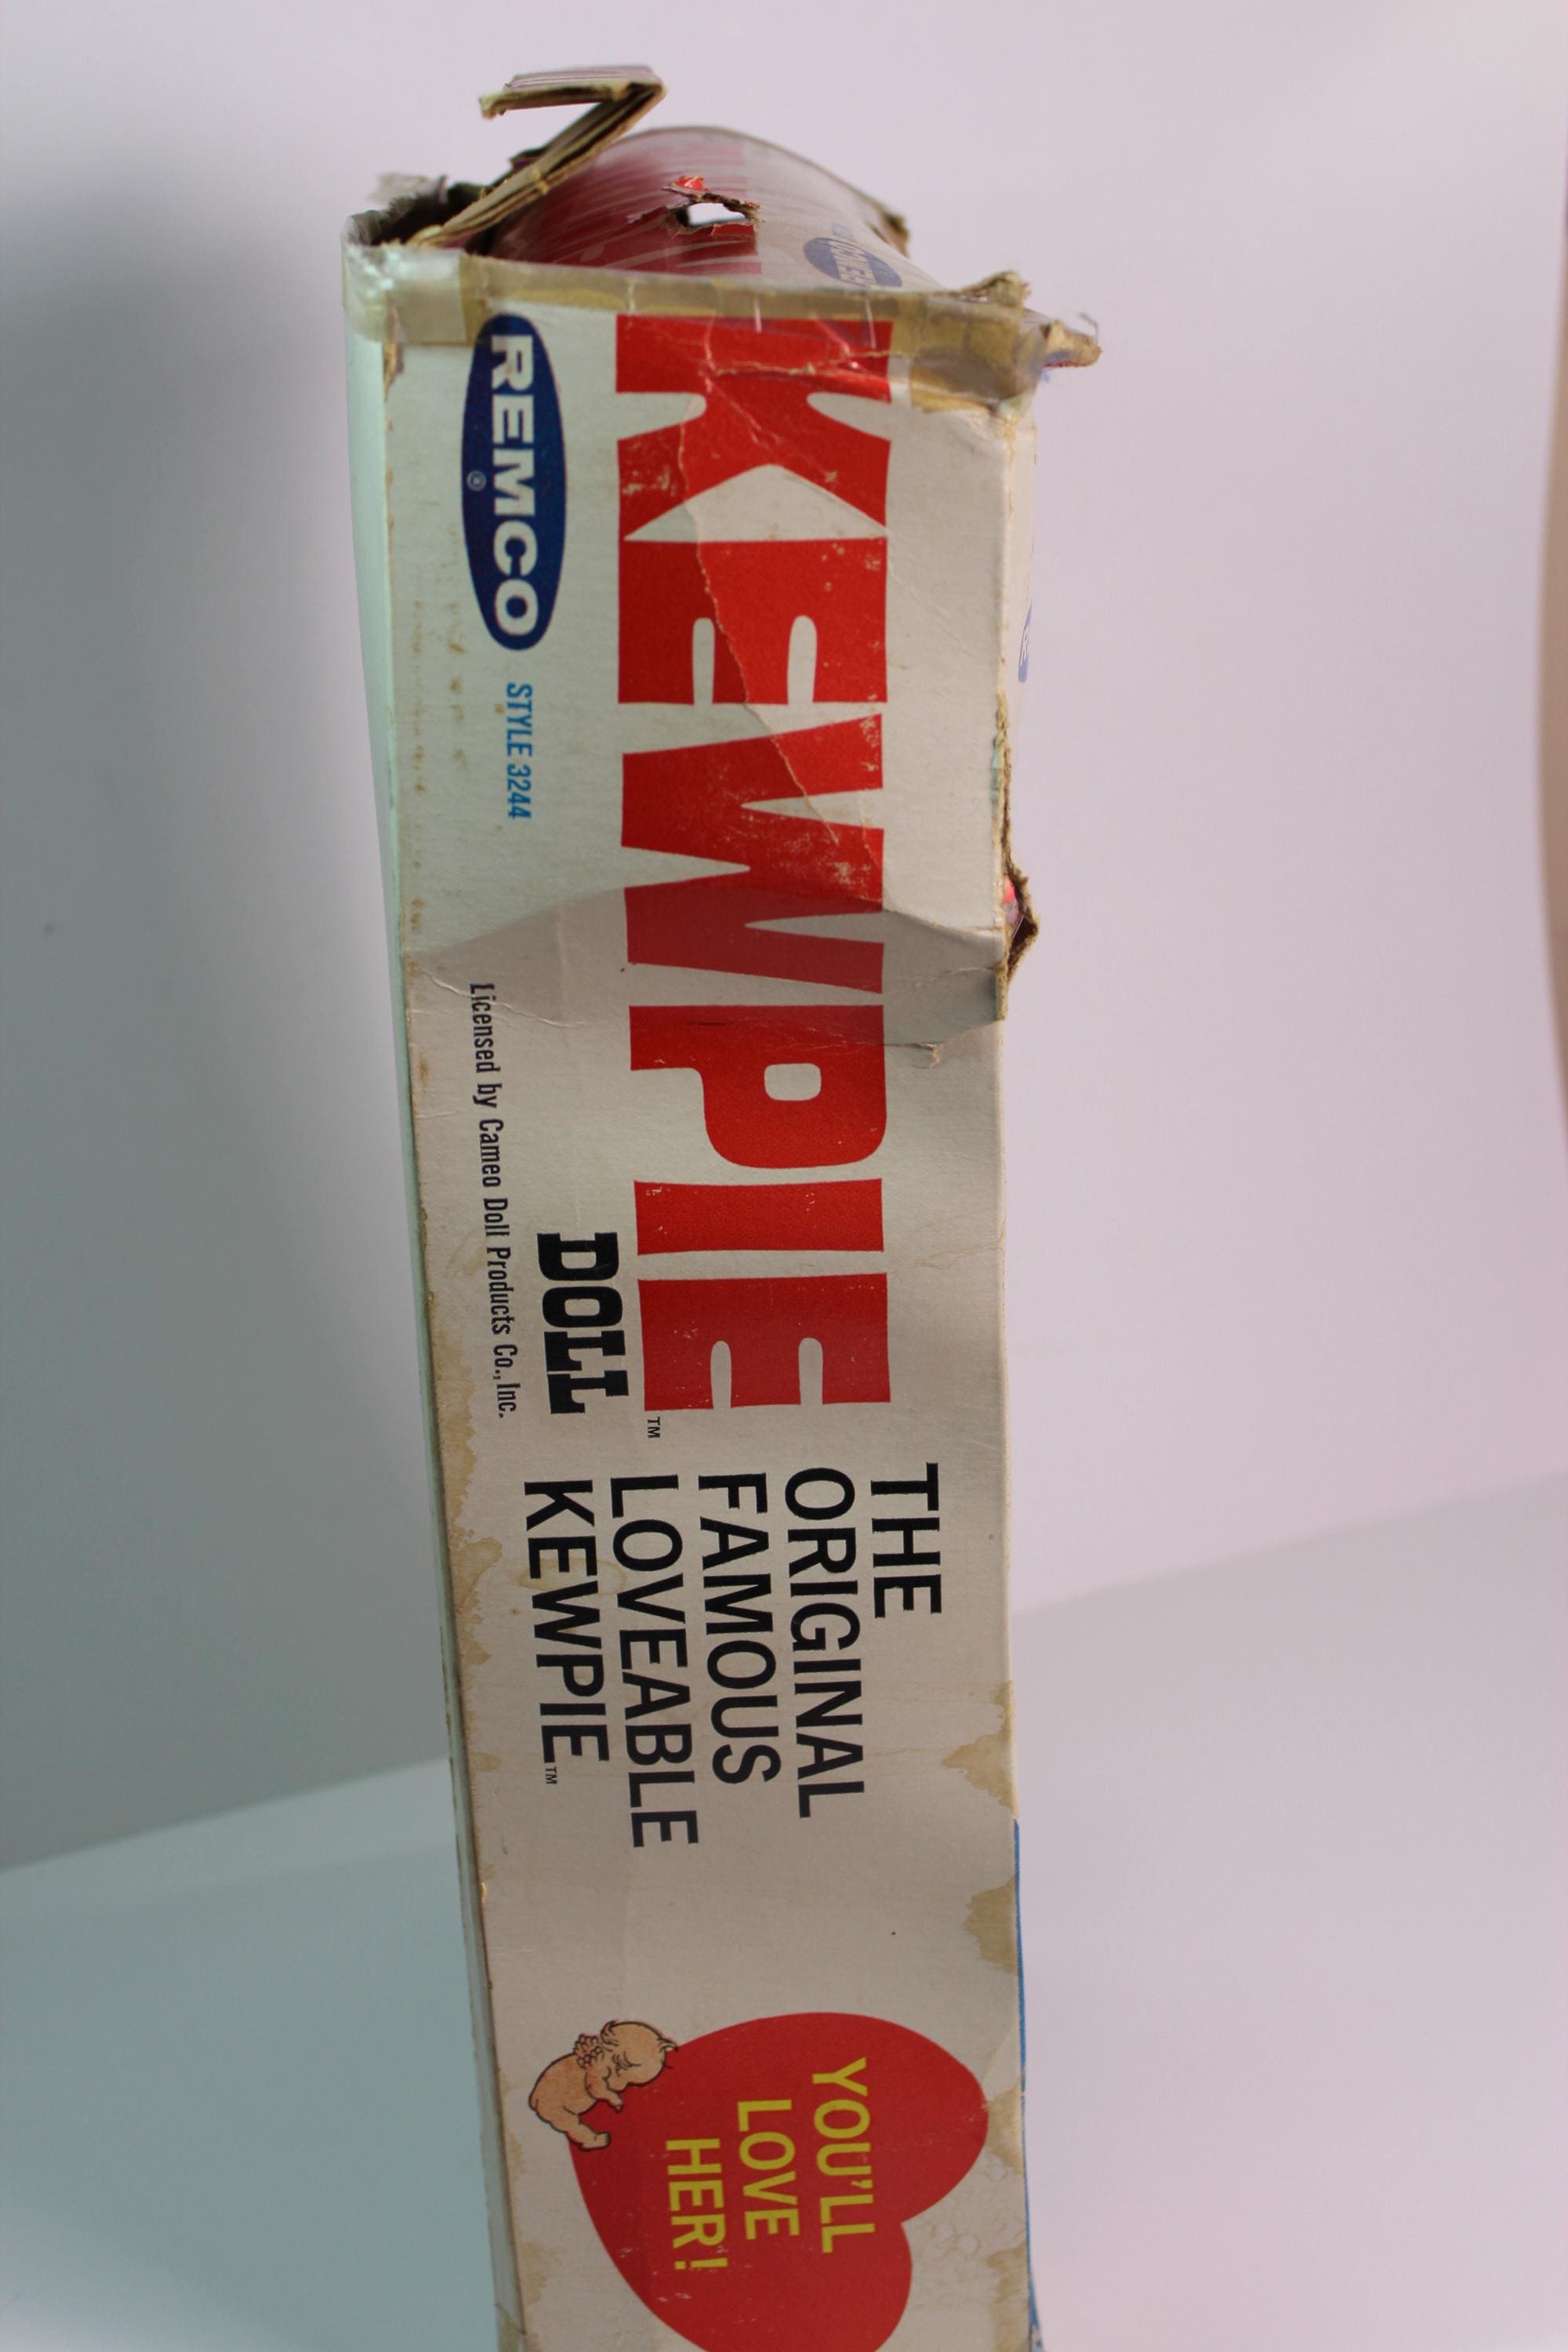 REMCO
KEWPIE
REMCO®
STYLE 3244
DOLL™
Licensed by Cameo Doll Products Co., Inc.
THE
ORIGINAL
FAMOUS
LOVEABLE
KEWPIE™
YOU'LL
LOVE
HER!